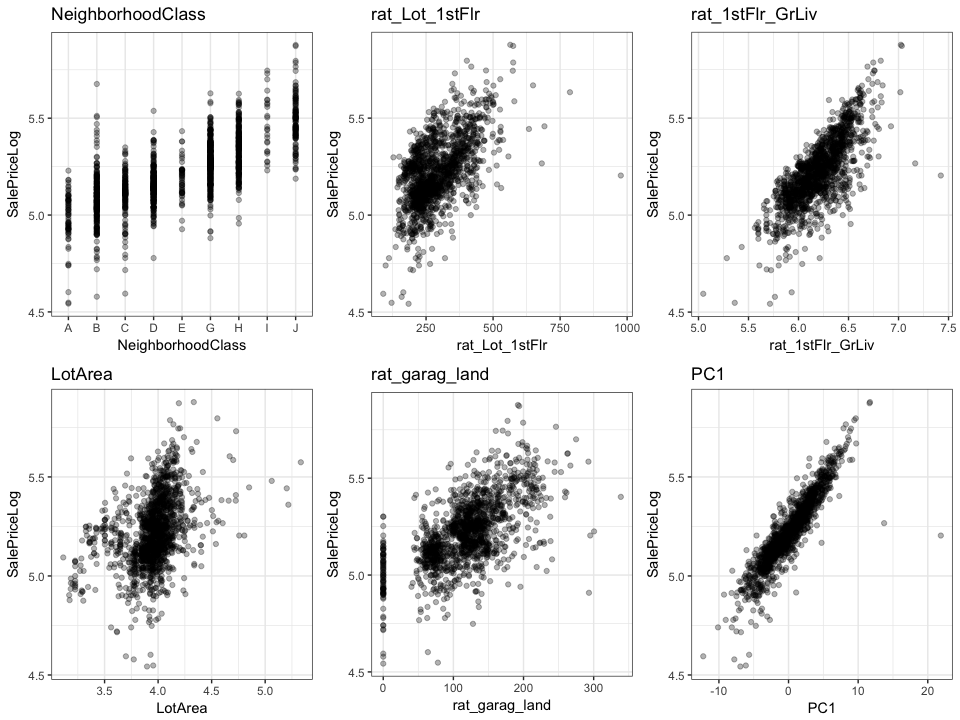 NeighborhoodClass
SalePriceLog
5.5
5.0
4.5
A B C D E G H I J
NeighborhoodClass
rat_Lot_1stFlr
SalePriceLog
5.5
5.0
4.5
250 500 750 1000
rat_Lot_1stFlr
rat_1stFlr_GrLiv
SalePriceLog
5.5
5.0
4.5
5.0 5.5 6.0 6.5 7.0 7.5
rat_1stFlr_GrLiv
LotArea
SalePriceLog
5.5
5.0
4.5
3.5 4.0 4.5 5.0
LotArea
rat_garag_land
SalePriceLog
5.5
5.0
4.5
0 100 200 300
rat_garag_land
PC1
SalePriceLog
5.5
5.0
4.5
-10 0 10 20
PC1